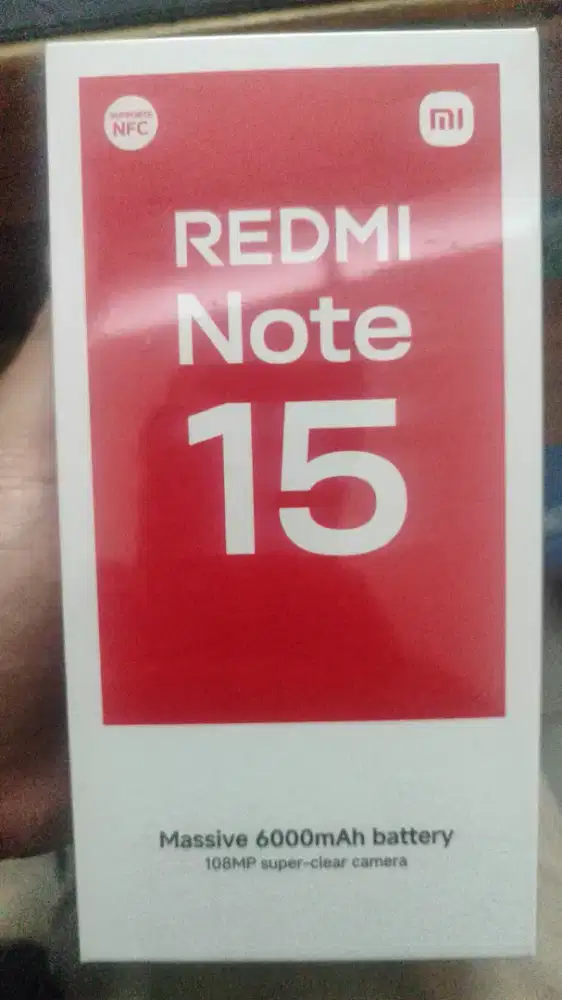 SUPPORTS
NFC
mi
REDMI
Note
15
Massive 6000mAh battery
108MP super-clear camera